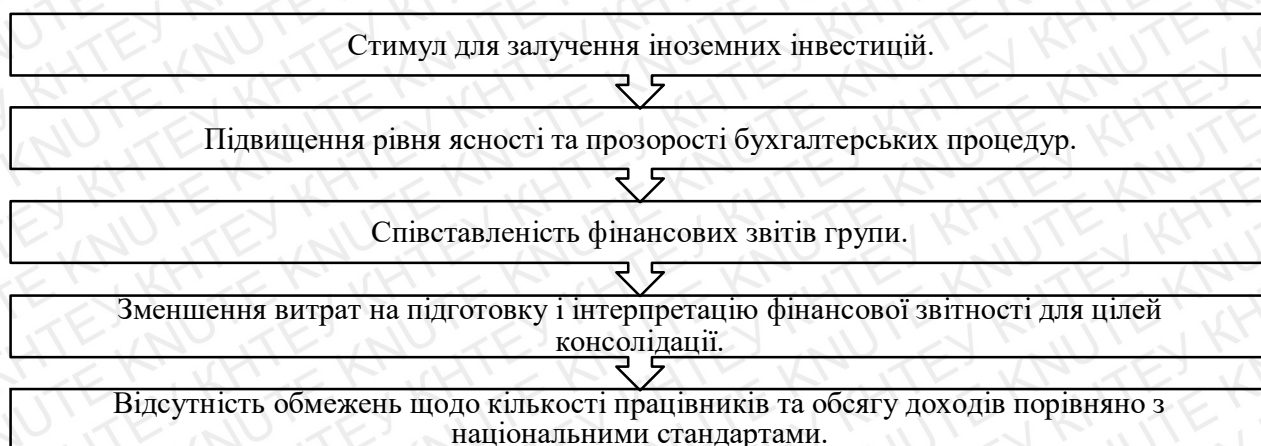 Стимул для залучення іноземних інвестицій.
Підвищення рівня ясності та прозорості бухгалтерських процедур.
Співставленість фінансових звітів групи.
Зменшення витрат на підготовку і інтерпретацію фінансової звітності для цілей
консолідації.
Відсутність обмежень щодо кількості працівників та обсягу доходів порівняно з
національними стандартами.